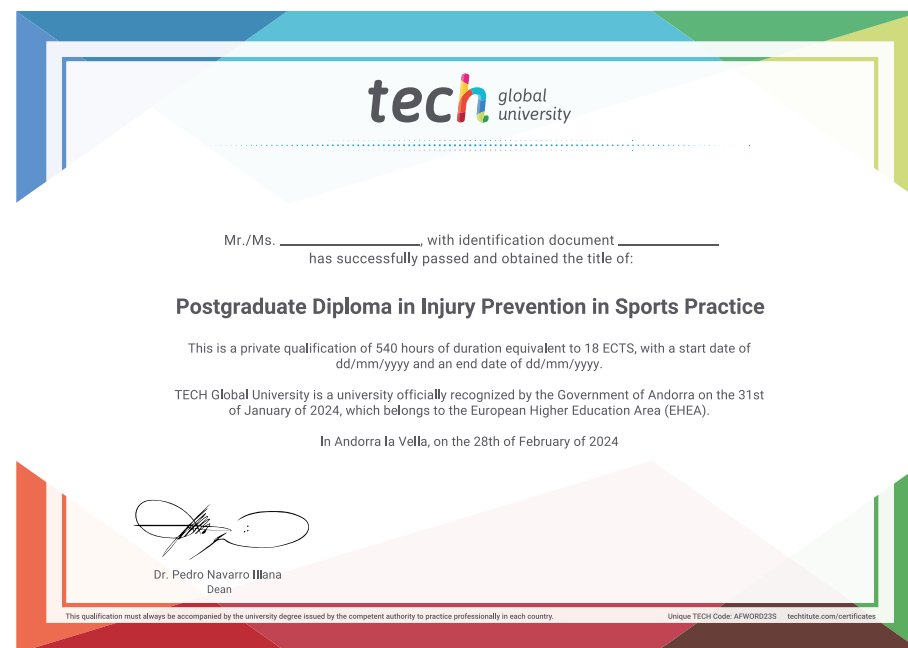 tech global university
Mr./Ms. ____________, with identification document ____________
has successfully passed and obtained the title of:
Postgraduate Diploma in Injury Prevention in Sports Practice
This is a private qualification of 540 hours of duration equivalent to 18 ECTS, with a start date of
dd/mm/yyyy and an end date of dd/mm/yyyy.
TECH Global University is a university officially recognized by the Government of Andorra on the 31st
of January of 2024, which belongs to the European Higher Education Area (EHEA).
In Andorra la Vella, on the 28th of February of 2024
Dr. Pedro Navarro Illana
Dean
This qualification must always be accompanied by the university degree issued by the competent authority to practice professionally in each country.
Unique TECH Code: AFWORD23S techtitute.com/certificates